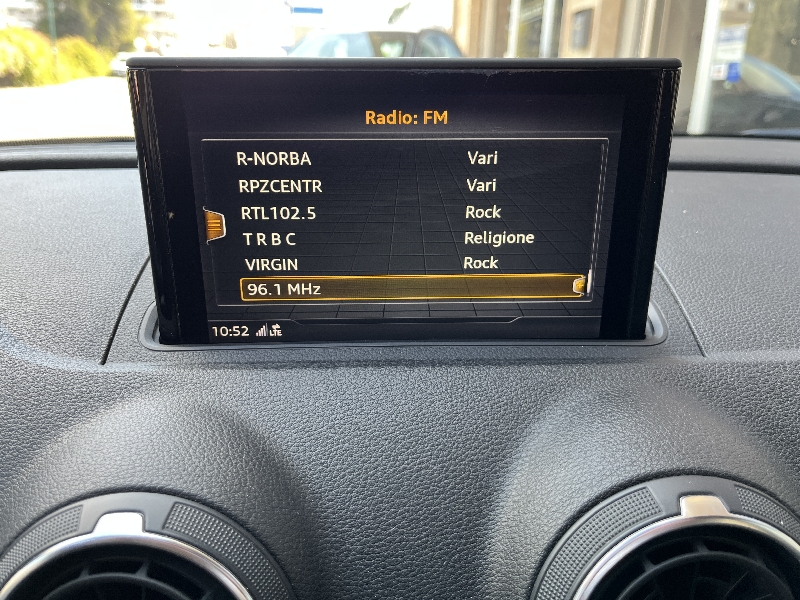 Radio: FM
R-NORBA Vari
RPZCENTR Vari
RTL102.5 Rock
T R B C Religione
VIRGIN Rock
96.1 MHz
10:52 LTE